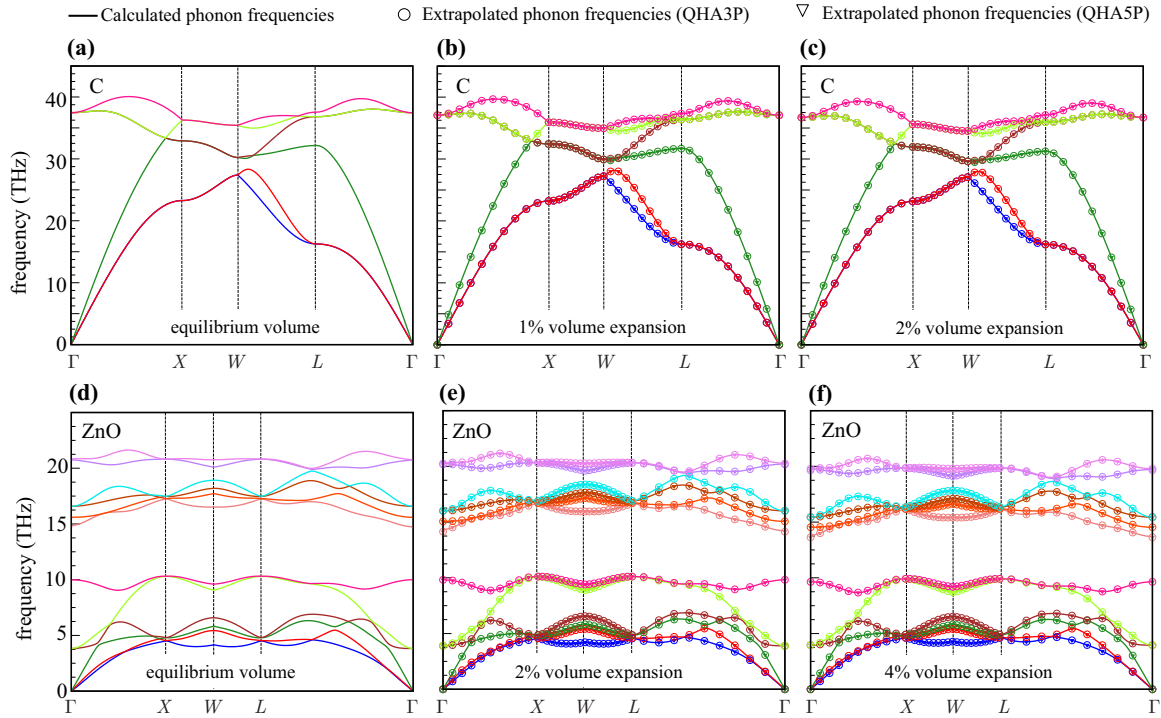 Calculated phonon frequencies
Extrapolated phonon frequencies (QHA3P)
Extrapolated phonon frequencies (QHA5P)
(a)
(b)
(c)
frequency (THz)
40
30
20
10
0
C
equilibrium volume
Γ X W L Γ
C
1% volume expansion
Γ X W L Γ
C
2% volume expansion
Γ X W L Γ
(d)
(e)
(f)
frequency (THz)
20
15
10
5
0
ZnO
equilibrium volume
Γ X W L Γ
ZnO
2% volume expansion
Γ X W L Γ
ZnO
4% volume expansion
Γ X W L Γ